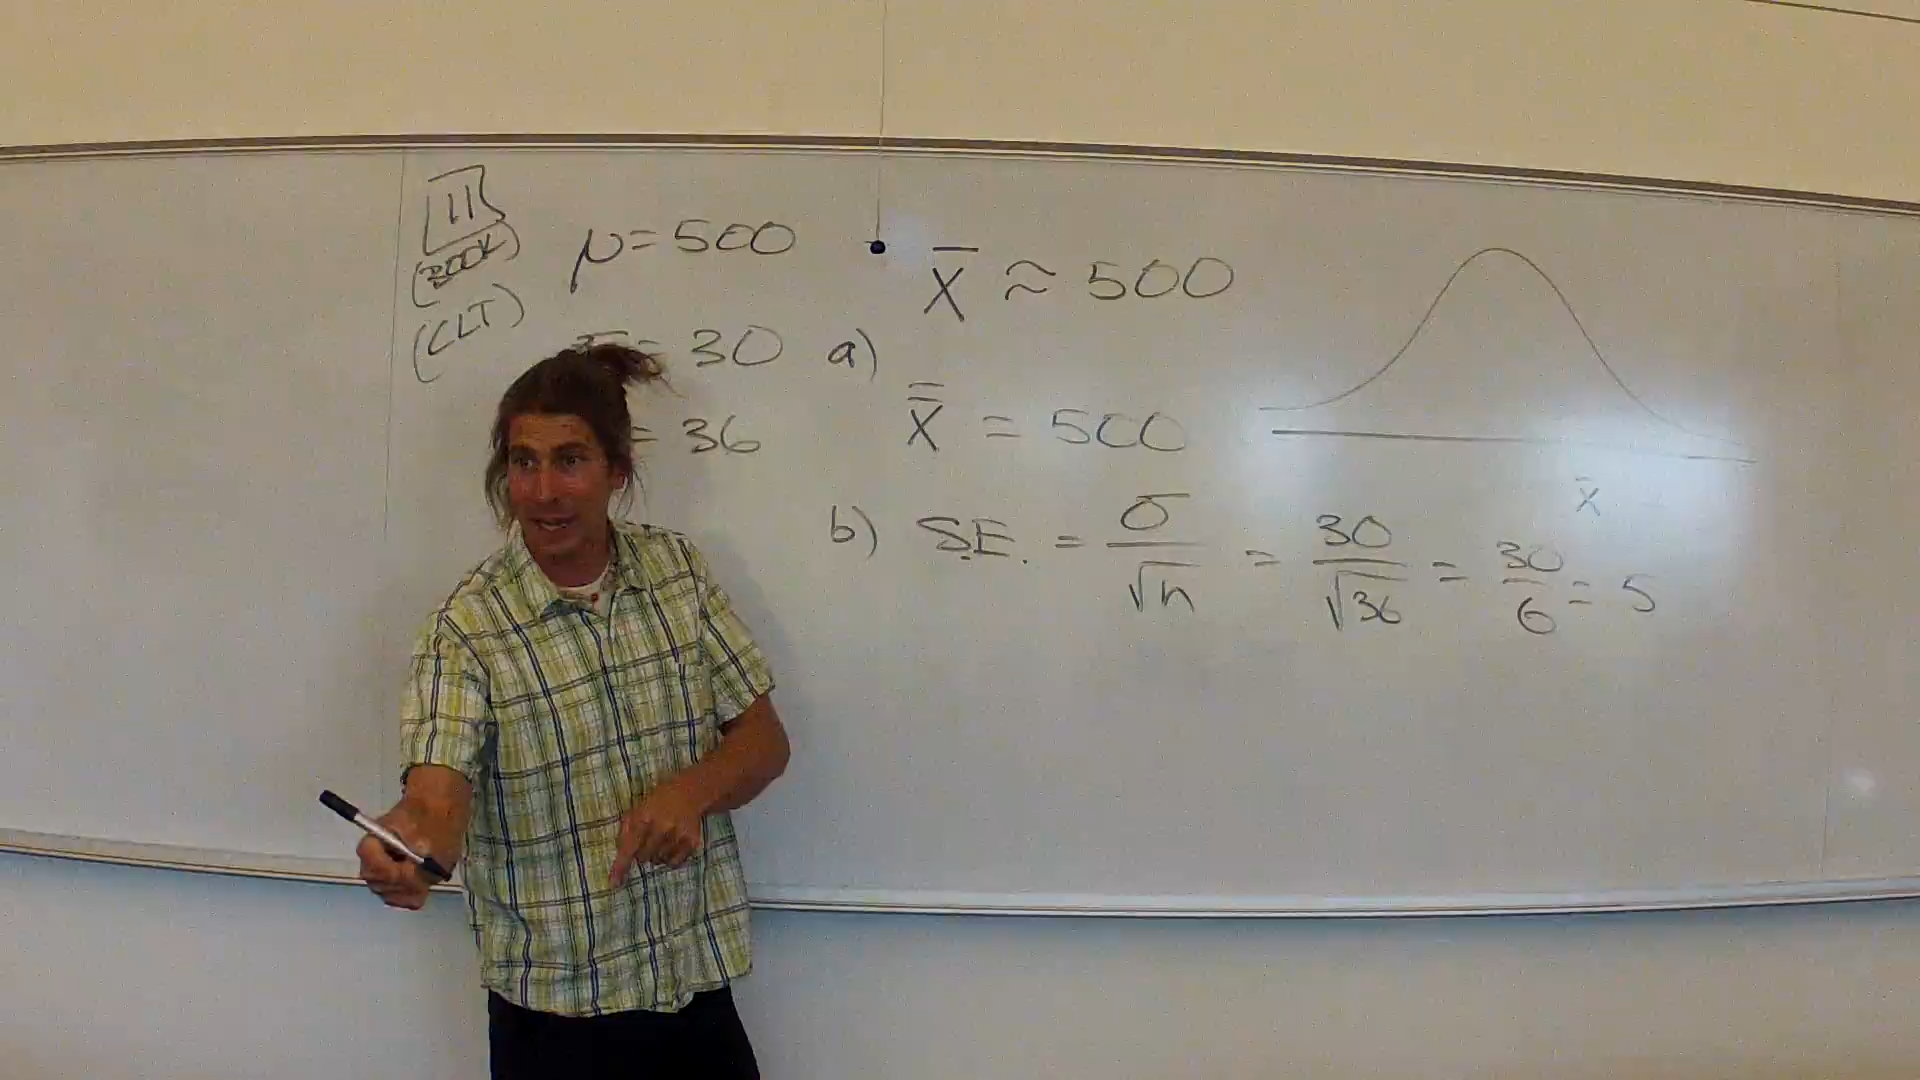 11
(BOOK)
(CLT)
μ = 500
= 30
= 36
x̄ ≈ 500
a)
x̿ = 500
x̄
b) S.E. = σ/√n = 30/√36 = 30/6 = 5